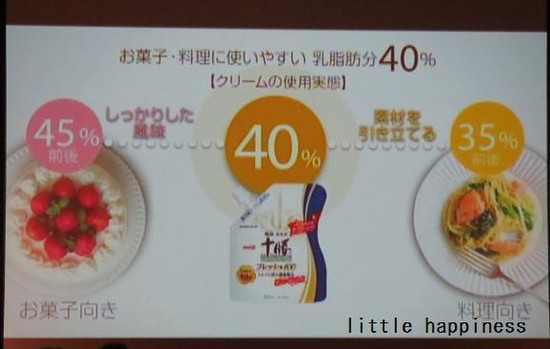 お菓子・料理に使いやすい 乳脂肪分40%
【クリームの使用実態】
45%
前後
しっかりした
風味
40%
素材を
引き立てる
35%
前後
十勝
フレッシュパック
お菓子向き
料理向き
little happiness